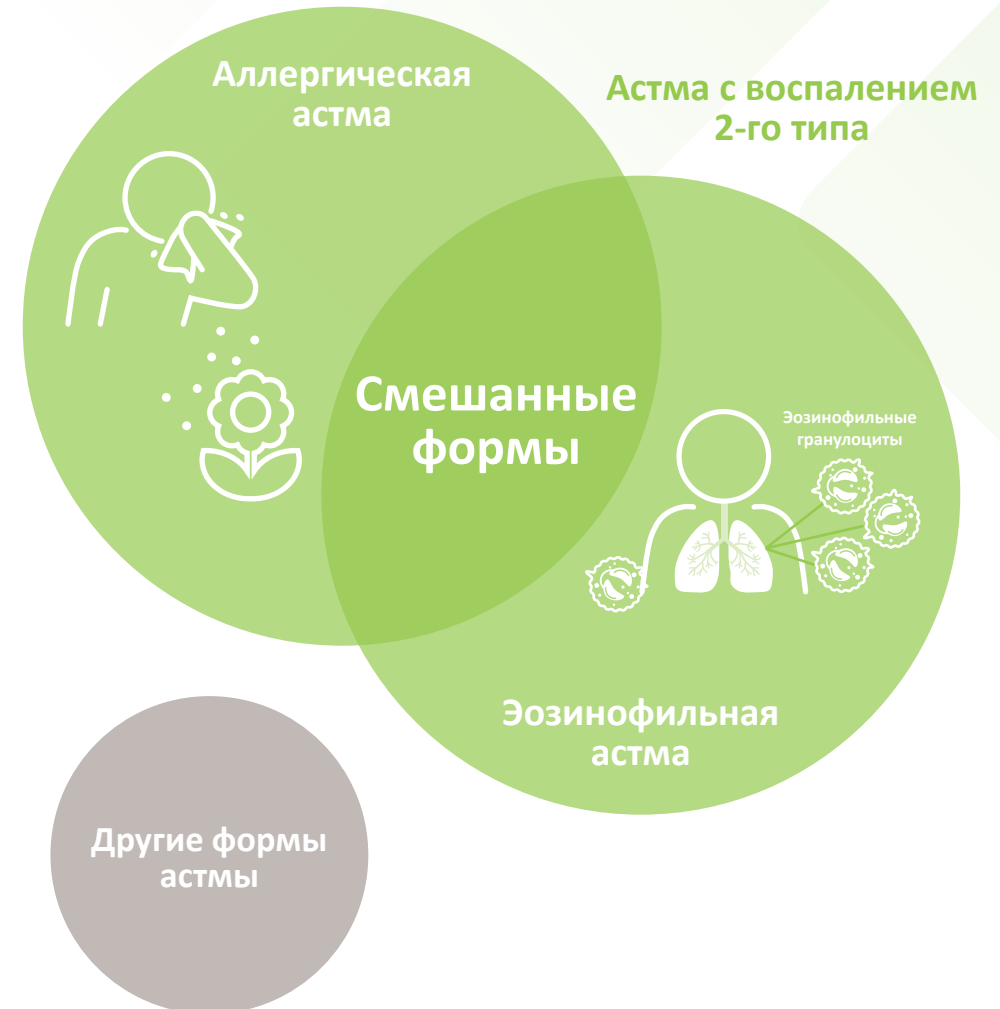 Аллергическая
астма
Астма с воспалением
2-го типа
Смешанные
формы
Эозинофильные
гранулоциты
Эозинофильная
астма
Другие формы
астмы